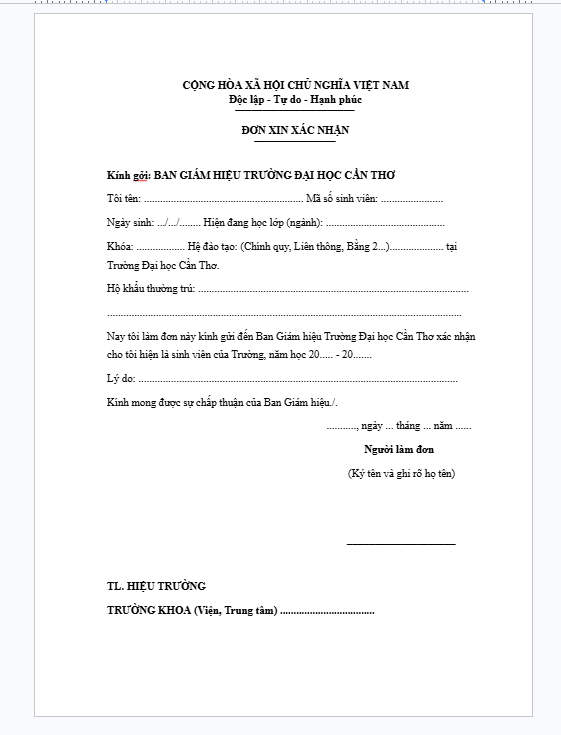 CỘNG HÒA XÃ HỘI CHỦ NGHĨA VIỆT NAM
Độc lập - Tự do - Hạnh phúc
ĐƠN XIN XÁC NHẬN
Kính gởi: BAN GIÁM HIỆU TRƯỜNG ĐẠI HỌC CẦN THƠ
Tôi tên: ............................................................ Mã số sinh viên: .......................
Ngày sinh: .../.../........ Hiện đang học lớp (ngành): .............................................
Khóa: .................. Hệ đào tạo: (Chính quy, Liên thông, Bằng 2...).................... tại
Trường Đại học Cần Thơ.
Hộ khẩu thường trú: .....................................................................................................
.....................................................................................................................................
Nay tôi làm đơn này kính gửi đến Ban Giám hiệu Trường Đại học Cần Thơ xác nhận
cho tôi hiện là sinh viên của Trường, năm học 20..... - 20.......
Lý do: ........................................................................................................................
Kính mong được sự chấp thuận của Ban Giám hiệu./.
..........., ngày ... tháng ... năm ......
Người làm đơn
(Ký tên và ghi rõ họ tên)
TL. HIỆU TRƯỞNG
TRƯỞNG KHOA (Viện, Trung tâm) ...................................